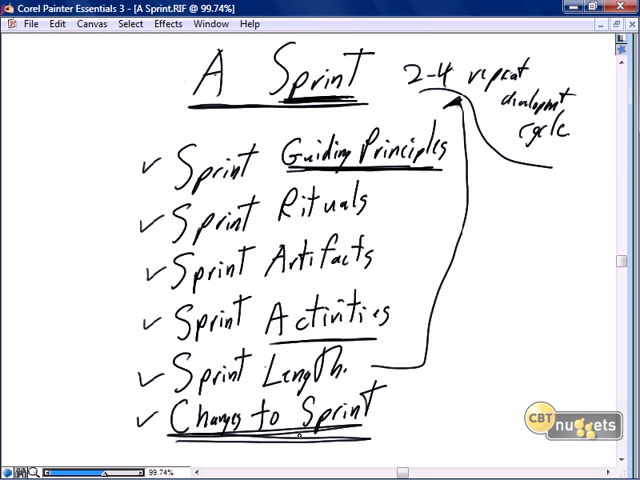 Corel Painter Essentials 3 - [A Sprint.RIF @ 99.74%]
File Edit Select Effects Window Help
A Sprint
2-4 repeat
development
cycle
✓ Sprint Guiding Principles
✓ Sprint Rituals
✓ Sprint Artifacts
✓ Sprint Activities
✓ Sprint Length.
✓ Changes to Sprint
CBT nuggets
99.74%